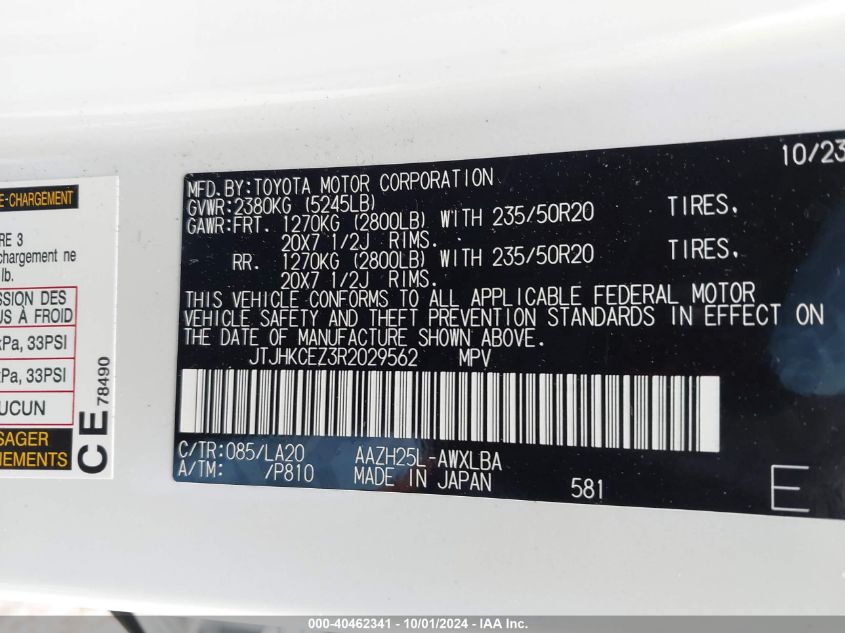 E-CHARGEMENT
RE 3
chargement ne
lb.
SSION DES
US À FROID
kPa, 33PSI
kPa, 33PSI
UCUN
SAGER
NEMENTS
CE 78490
10/23
MFD.BY:TOYOTA MOTOR CORPORATION
GVWR:2380KG (5245LB)
GAWR:FRT. 1270KG (2800LB) WITH 235/50R20 TIRES,
20X7 1/2J RIMS.
RR. 1270KG (2800LB) WITH 235/50R20 TIRES,
20X7 1/2J RIMS.
THIS VEHICLE CONFORMS TO ALL APPLICABLE FEDERAL MOTOR
VEHICLE SAFETY AND THEFT PREVENTION STANDARDS IN EFFECT ON
THE DATE OF MANUFACTURE SHOWN ABOVE.
JTJHKCEZ3R2029562 MPV
C/TR:085/LA20 AAZH25L-AWXLBA
A/TM: /P810 MADE IN JAPAN 581 E
000-40462341 - 10/01/2024 - IAA Inc.